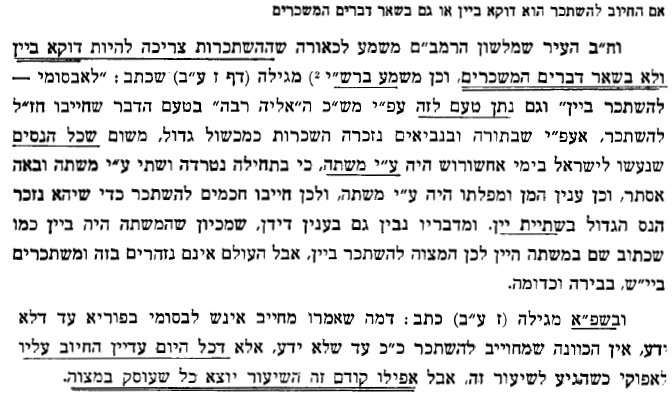 אם החיוב להשתכר הוא דוקא ביין או גם בשאר דברים המשכרים
וח״ב העיר שמלשון הרמב״ם משמע לכאורה שההשתכרות צריכה להיות דוקא ביין
ולא בשאר דברים המשכרים, וכן משמע ברש״י ²) מגילה (דף ז ע״ב) שכתב: ״לאבסומי —
להשתכר ביין״ וגם נתן טעם לזה עפ״י מש״כ ה״אליה רבה״ בטעם הדבר שחייבו חז״ל
להשתכר, אעפ״י שבתורה ובנביאים נזכרה השכרות כמכשול גדול, משום שכל הנסים
שנעשו לישראל בימי אחשורוש היה ע״י משתה, כי בתחילה נטרדה ושתי ע״י משתה ובאה
אסתר, וכן ענין המן ומפלתו היה ע״י משתה, ולכן חייבו חכמים להשתכר כדי שיהא נזכר
הנס הגדול בשתיית יין. ומדבריו נבין גם בענין דידן, שמכיון שהמשתה היה ביין כמו
שכתוב שם במשתה היין לכן המצוה להשתכר ביין, אבל העולם אינם נזהרים בזה ומשתכרים
ביי״ש, בבירה וכדומה.
ובשפ״א מגילה (ז ע״ב) כתב: דמה שאמרו מחייב אינש לבסומי בפוריא עד דלא
ידע, אין הכוונה שמחוייב להשתכר כ״כ עד שלא ידע, אלא דכל היום עדיין החיוב עליו
לאפוקי כשהגיע לשיעור זה, אבל אפילו קודם זה השיעור יוצא כל שעוסק במצוה.